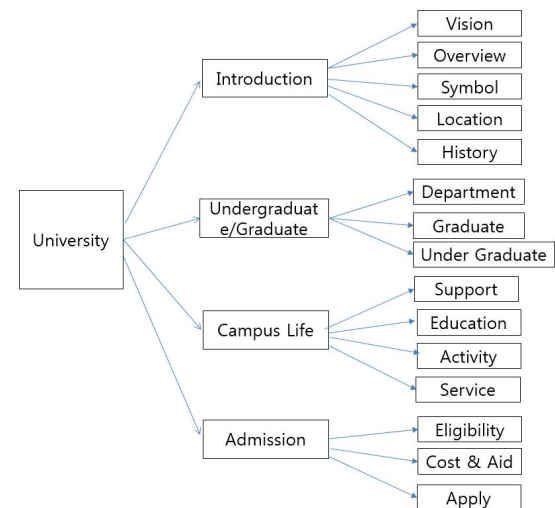 University
Introduction
Vision
Overview
Symbol
Location
History
Undergraduat
e/Graduate
Department
Graduate
Under Graduate
Campus Life
Support
Education
Activity
Service
Admission
Eligibility
Cost & Aid
Apply